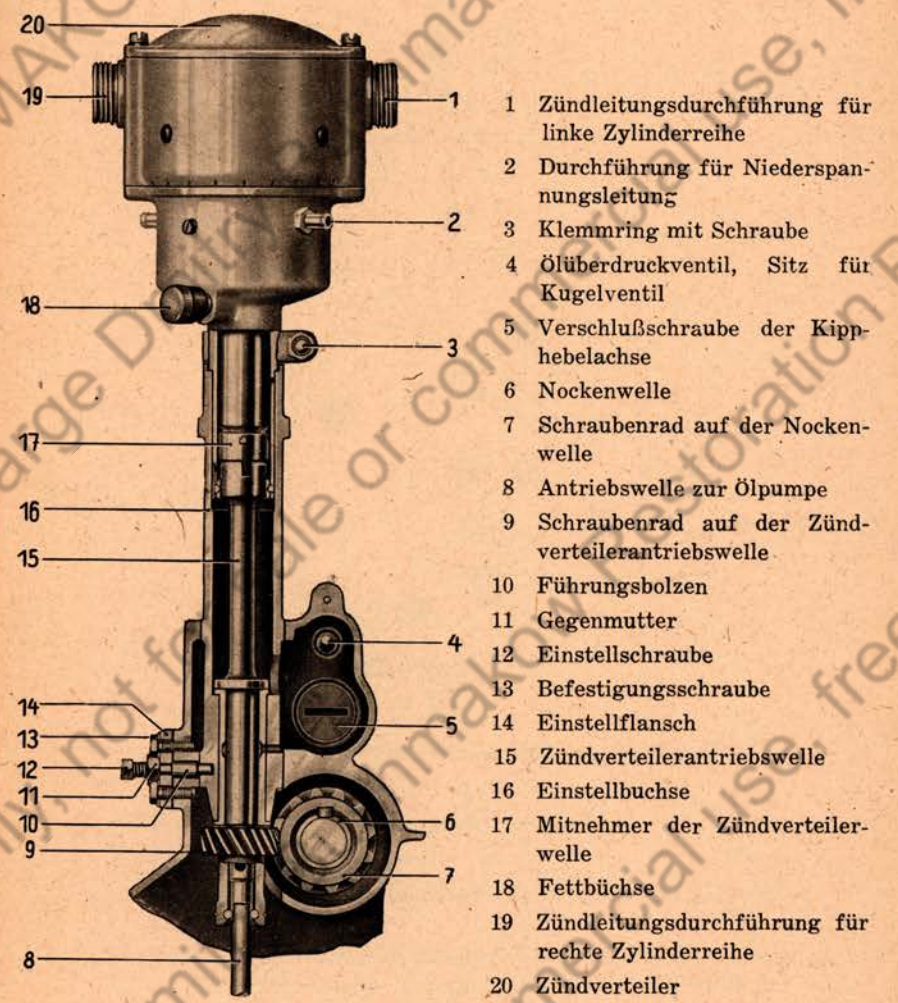 20
19
1
2
18
3
17
16
15
4
14
13
5
12
11
10
6
9
7
8
1 Zündleitungsdurchführung für
linke Zylinderreihe
2 Durchführung für Niederspan-
nungsleitung
3 Klemmring mit Schraube
4 Ölüberdruckventil, Sitz für
Kugelventil
5 Verschlußschraube der Kipp-
hebelachse
6 Nockenwelle
7 Schraubenrad auf der Nocken-
welle
8 Antriebswelle zur Ölpumpe
9 Schraubenrad auf der Zünd-
verteilerantriebswelle
10 Führungsbolzen
11 Gegenmutter
12 Einstellschraube
13 Befestigungsschraube
14 Einstellflansch
15 Zündverteilerantriebswelle
16 Einstellbuchse
17 Mitnehmer der Zündverteiler-
welle
18 Fettbüchse
19 Zündleitungsdurchführung für
rechte Zylinderreihe
20 Zündverteiler